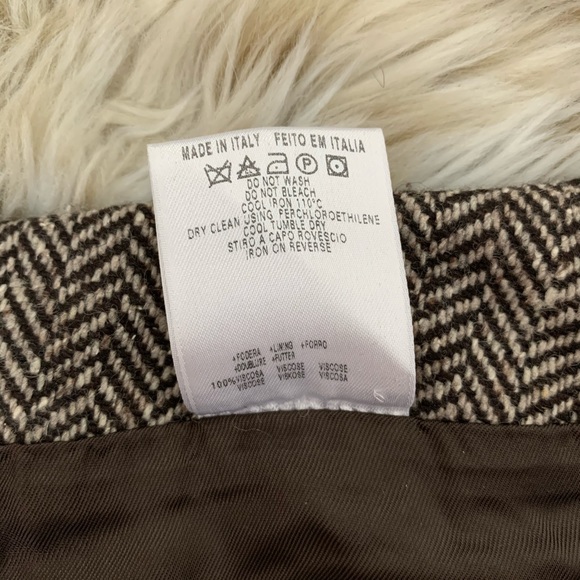 MADE IN ITALY FEITO EM ITALIA
P
DO NOT WASH
DO NOT BLEACH
COOL IRON 110°C
DRY CLEAN USING PERCHLOROETHILENE
COOL TUMBLE DRY
STIRO A CAPO ROVESCIO
IRON ON REVERSE
+FODERA +LINING +FORRO
+DOUBLURE +FUTTER
100%VISCOSA VISCOSE VISCOSE
VISCOSE VISKOSE VISCOSA